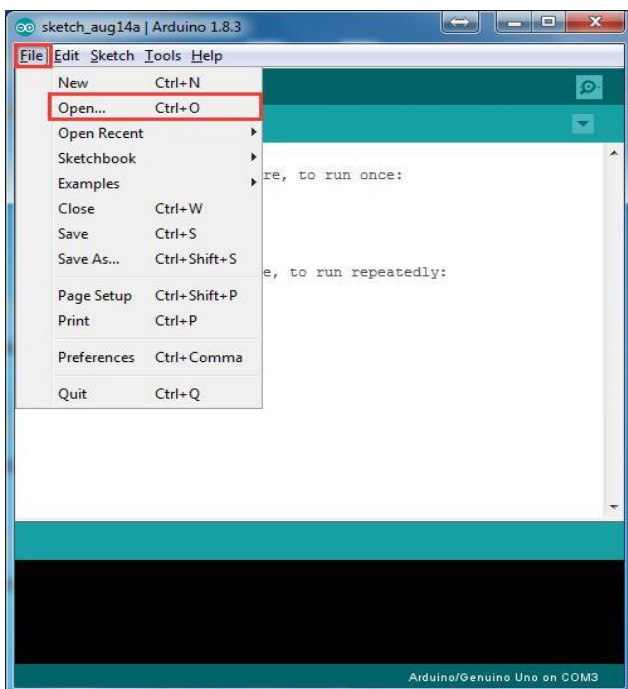 sketch_aug14a | Arduino 1.8.3
File Edit Sketch Tools Help
New Ctrl+N
Open... Ctrl+O
Open Recent
Sketchbook
Examples
re, to run once:
Close Ctrl+W
Save Ctrl+S
Save As... Ctrl+Shift+S
e, to run repeatedly:
Page Setup Ctrl+Shift+P
Print Ctrl+P
Preferences Ctrl+Comma
Quit Ctrl+Q
Arduino/Genuino Uno on COM3